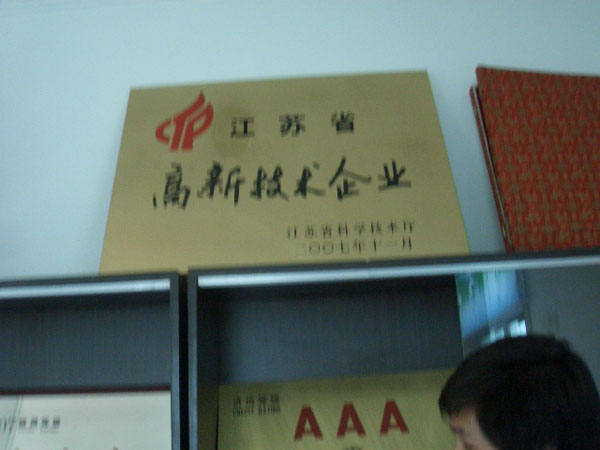 江苏省
高新技术企业
江苏省科学技术厅
二〇〇七年十一月
AAA